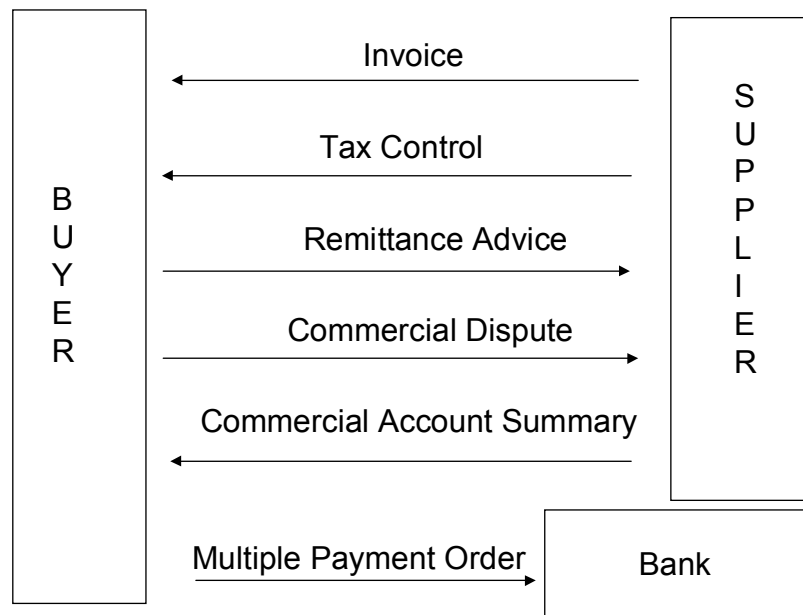 Invoice
Tax Control
Remittance Advice
Commercial Dispute
Commercial Account Summary
Multiple Payment Order
BUYER
SUPPLIER
Bank